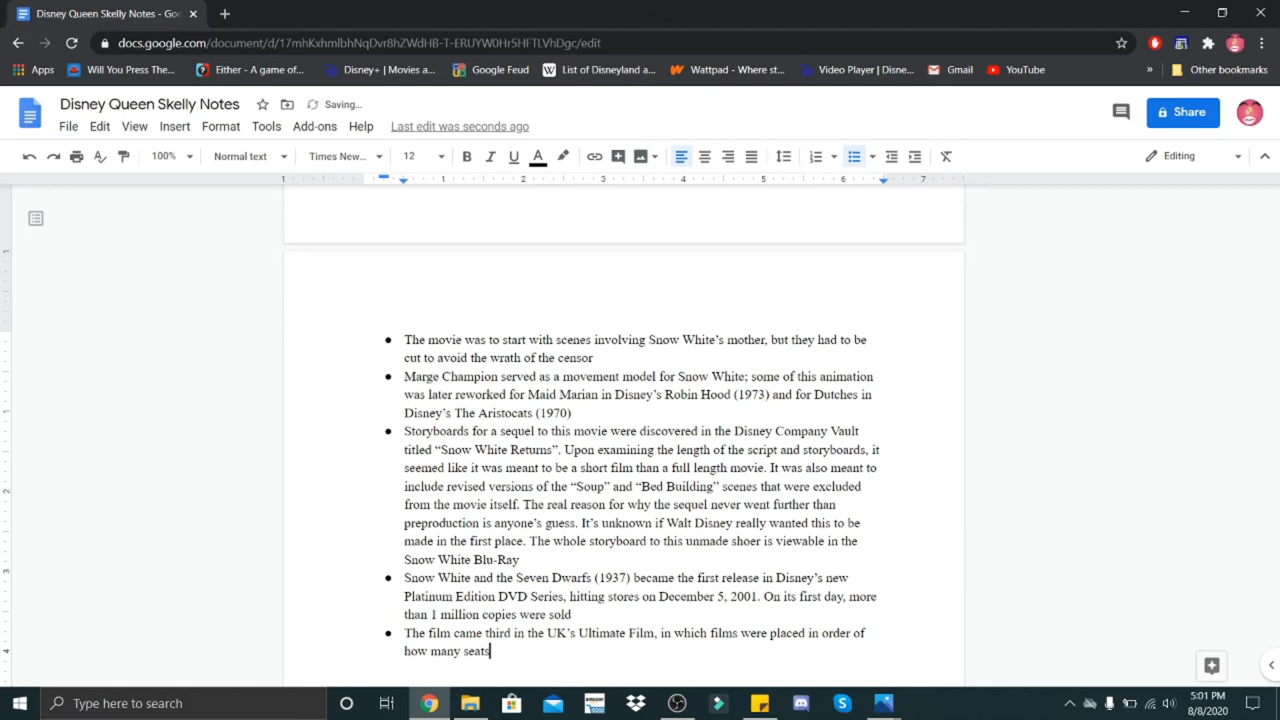 Disney Queen Skelly Notes - Goo
docs.google.com/document/d/17mhKxhmlbhNqDvr8hZWdHB-T-ERUYW0Hr5HFTLVhDgc/edit
Apps
Will You Press The...
Either - A game of...
Disney+ | Movies a...
Google Feud
List of Disneyland a...
Wattpad - Where st...
Video Player | Disne...
Gmail
YouTube
»
Other bookmarks
Disney Queen Skelly Notes
Saving...
Share
File Edit View Insert Format Tools Add-ons Help Last edit was seconds ago
100% Normal text Times New... 12 B I U A Editing
1 1 2 3 4 5 6 7
The movie was to start with scenes involving Snow White’s mother, but they had to be
cut to avoid the wrath of the censor
Marge Champion served as a movement model for Snow White; some of this animation
was later reworked for Maid Marian in Disney’s Robin Hood (1973) and for Dutches in
Disney’s The Aristocats (1970)
Storyboards for a sequel to this movie were discovered in the Disney Company Vault
titled “Snow White Returns”. Upon examining the length of the script and storyboards, it
seemed like it was meant to be a short film than a full length movie. It was also meant to
include revised versions of the “Soup” and “Bed Building” scenes that were excluded
from the movie itself. The real reason for why the sequel never went further than
preproduction is anyone’s guess. It’s unknown if Walt Disney really wanted this to be
made in the first place. The whole storyboard to this unmade shoer is viewable in the
Snow White Blu-Ray
Snow White and the Seven Dwarfs (1937) became the first release in Disney’s new
Platinum Edition DVD Series, hitting stores on December 5, 2001. On its first day, more
than 1 million copies were sold
The film came third in the UK’s Ultimate Film, in which films were placed in order of
how many seats
Type here to search
5:01 PM
8/8/2020